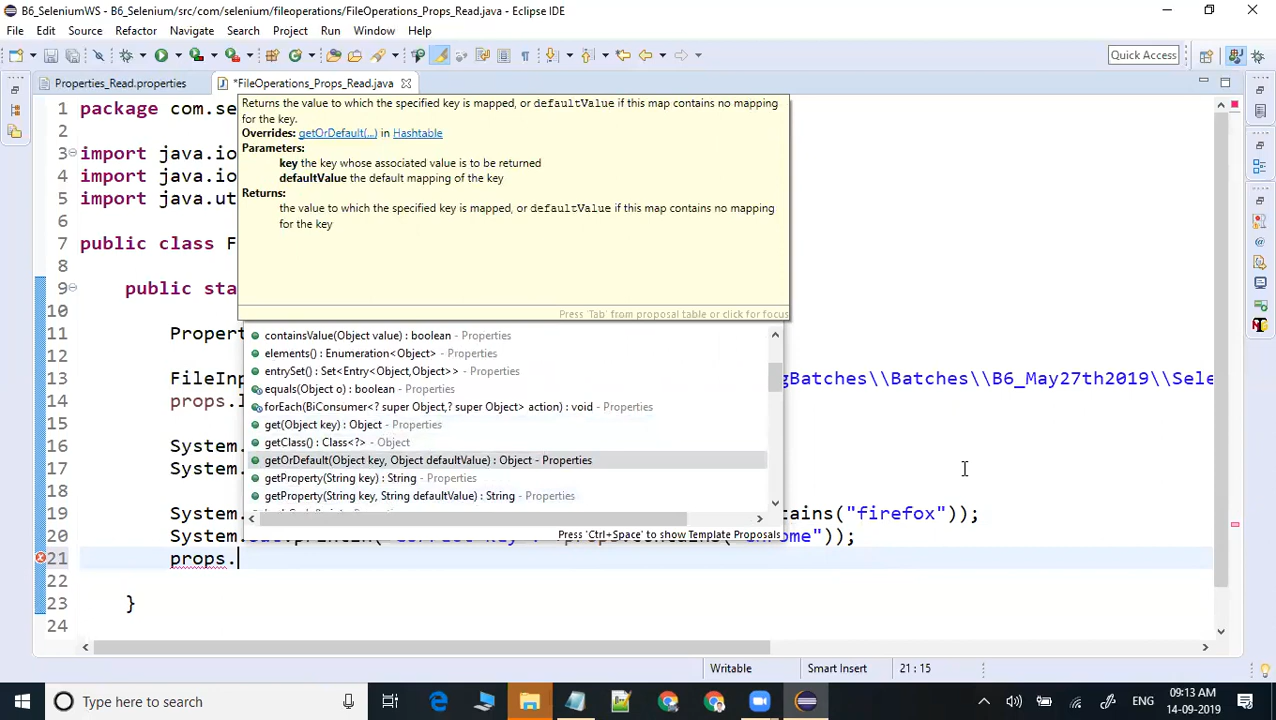 B6_SeleniumWS - B6_Selenium/src/com/selenium/fileoperations/FileOperations_Props_Read.java - Eclipse IDE
File Edit Source Refactor Navigate Search Project Run Window Help
Quick Access
Properties_Read.properties *FileOperations_Props_Read.java
1 package com.se
2
3 import java.io
4 import java.io
5 import java.ut
6
7 public class F
8
9 public sta
10
11 Propert
12
13 FileInp gBatches\\Batches\\B6_May27th2019\\Sele
14 props.l
15
16 System.
17 System.
18
19 System. tains("firefox"));
20 System.
21 props.
22
23 }
24
Returns the value to which the specified key is mapped, or defaultValue if this map contains no mapping
for the key.
Overrides: getOrDefault(...) in Hashtable
Parameters:
key the key whose associated value is to be returned
defaultValue the default mapping of the key
Returns:
the value to which the specified key is mapped, or defaultValue if this map contains no mapping
for the key
Press 'Tab' from proposal table or click for focus
containsValue(Object value) : boolean - Properties
elements() : Enumeration<Object> - Properties
entrySet() : Set<Entry<Object,Object>> - Properties
equals(Object o) : boolean - Properties
forEach(BiConsumer<? super Object,? super Object> action) : void - Properties
get(Object key) : Object - Properties
getClass() : Class<?> - Object
getOrDefault(Object key, Object defaultValue) : Object - Properties
getProperty(String key) : String - Properties
getProperty(String key, String defaultValue) : String - Properties
Press 'Ctrl+Space' to show Template Proposals
Writable Smart Insert 21 : 15
Type here to search
ENG
09:13 AM
14-09-2019